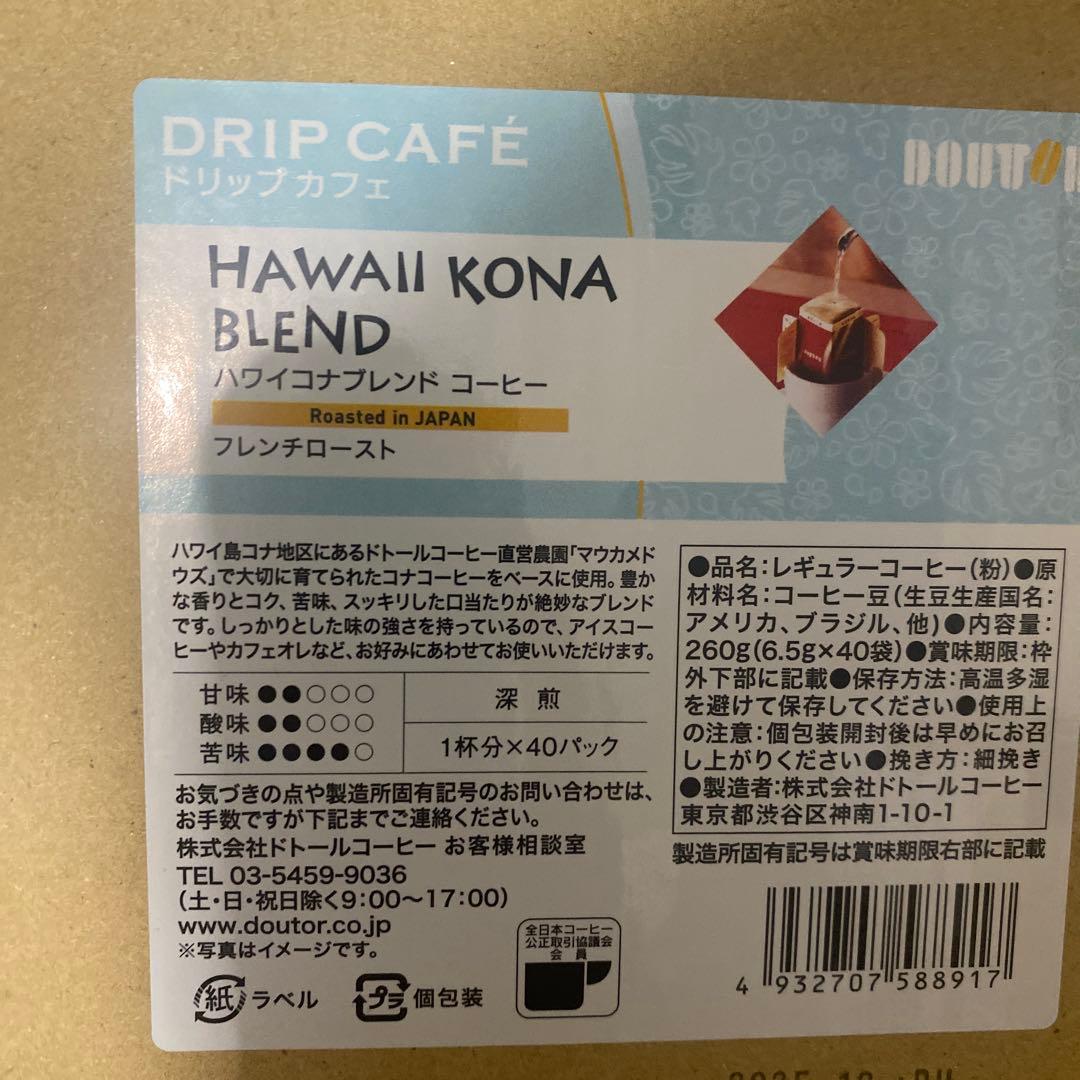 DRIP CAFÉ
ドリップ カフェ
DOUTOR
HAWAII KONA
BLEND
ハワイコナブレンド コーヒー
Roasted in JAPAN
フレンチロースト
ハワイ島コナ地区にあるドトールコーヒー直営農園「マウカメド
ウズ」で大切に育てられたコナコーヒーをベースに使用。豊か
な香りとコク、苦味、スッキリした口当たりが絶妙なブレンド
です。しっかりとした味の強さを持っているので、アイスコー
ヒーやカフェオレなど、お好みにあわせてお使いいただけます。
甘味 ●●○○○
酸味 ●●○○○
苦味 ●●●●○
深煎
1杯分×40パック
お気づきの点や製造所固有記号のお問い合わせは、
お手数ですが下記までご連絡ください。
株式会社ドトールコーヒー お客様相談室
TEL 03-5459-9036
(土・日・祝日除く9:00〜17:00)
www.doutor.co.jp
※写真はイメージです。
紙 ラベル
プラ 個包装
全日本コーヒー
公正取引協議会
会員
●品名:レギュラーコーヒー(粉)●原
材料名:コーヒー豆(生豆生産国名:
アメリカ、ブラジル、他)●内容量:
260g(6.5g×40袋)●賞味期限:枠
外下部に記載●保存方法:高温多湿
を避けて保存してください●使用上
の注意:個包装開封後は早めにお召
し上がりください●挽き方:細挽き
●製造者:株式会社ドトールコーヒー
東京都渋谷区神南1-10-1
製造所固有記号は賞味期限右部に記載
4 932707 588917